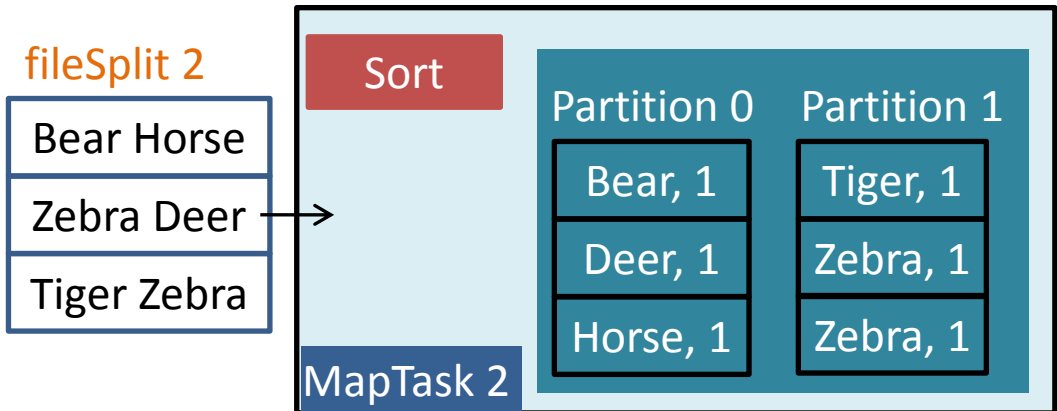 fileSplit 2
Bear Horse
Zebra Deer
Tiger Zebra
Sort
MapTask 2
Partition 0
Bear, 1
Deer, 1
Horse, 1
Partition 1
Tiger, 1
Zebra, 1
Zebra, 1